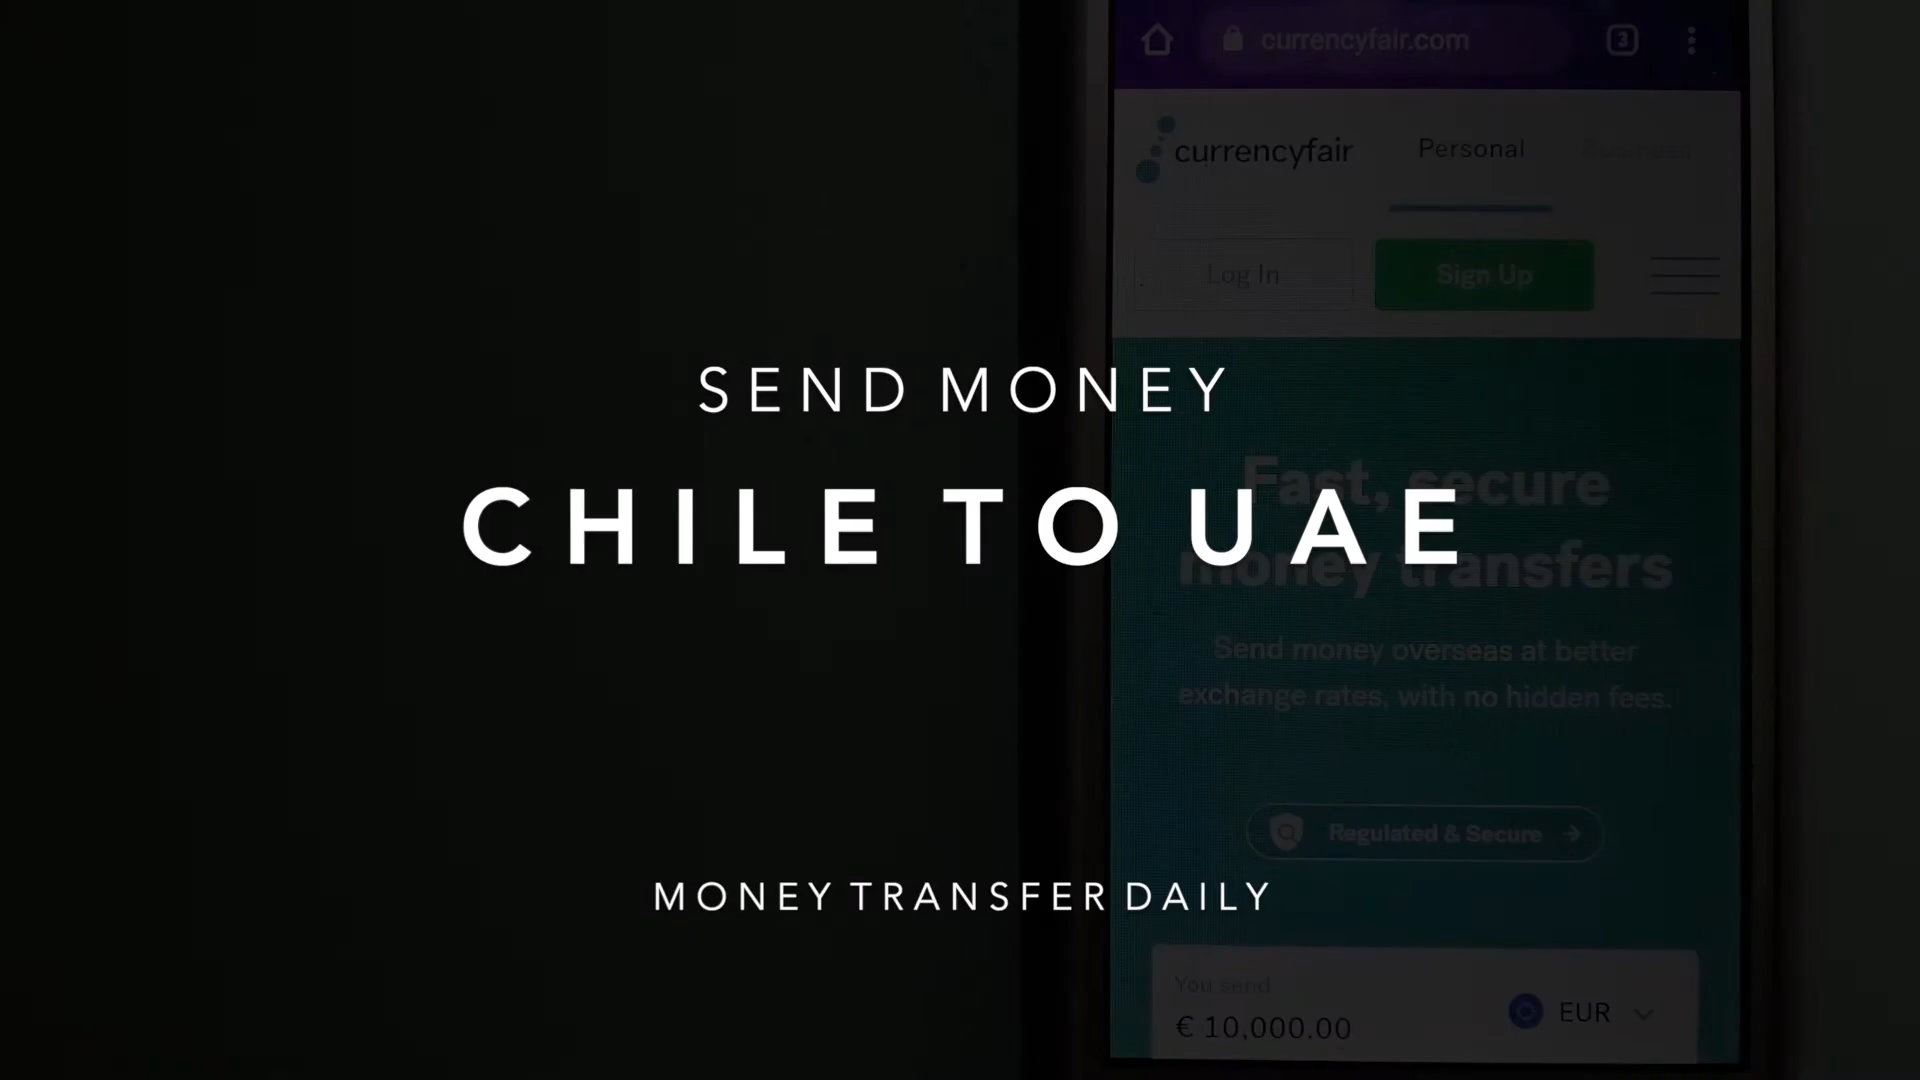 currencyfair.com
3
currencyfair
Personal
Business
Log In
Sign Up
SEND MONEY
Fast, secure
CHILE TO UAE
money transfers
Send money overseas at better
exchange rates, with no hidden fees.
Regulated & Secure
MONEY TRANSFER DAILY
You send
€ 10,000.00
EUR